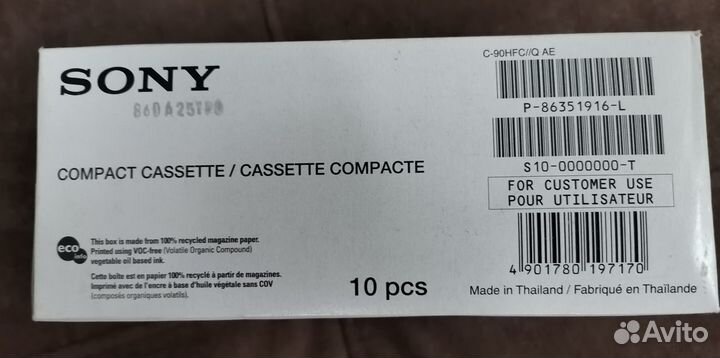 SONY
86DA25TP0
COMPACT CASSETTE / CASSETTE COMPACTE
eco info
This box is made from 100% recycled magazine paper.
Printed using VOC-free (Volatile Organic Compound)
vegetable oil based ink.
Cette boîte est en papier 100% recyclé à partir de magazines.
Imprimé avec de l'encre à base d'huile végétale sans COV
(composés organiques volatils).
10 pcs
C-90HFC//Q AE
P-86351916-L
S10-0000000-T
FOR CUSTOMER USE
POUR UTILISATEUR
4 901780 197170
Made in Thailand / Fabriqué en Thaïlande
Avito